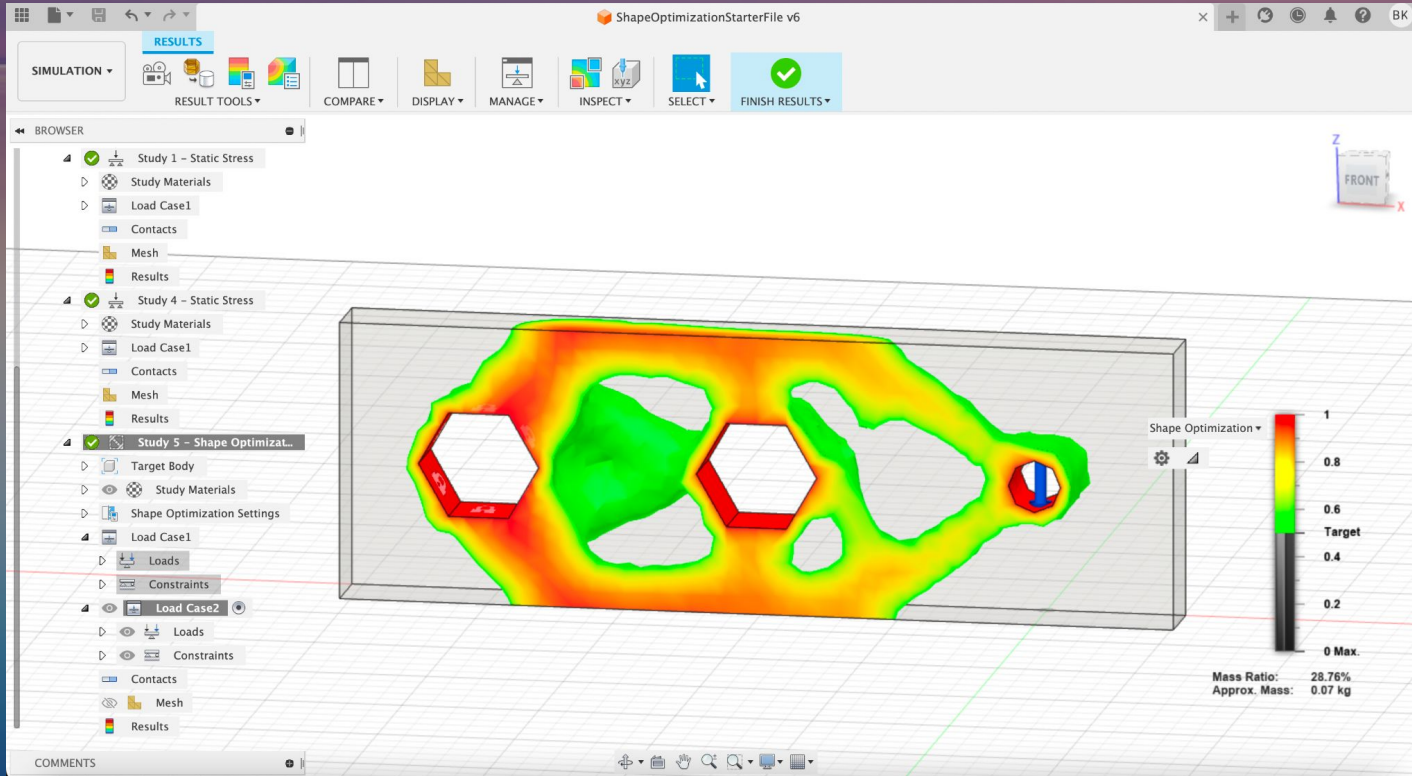 ShapeOptimizationStarterFile v6
BK
RESULTS
SIMULATION
RESULT TOOLS
COMPARE
DISPLAY
MANAGE
INSPECT
SELECT
FINISH RESULTS
xyz
BROWSER
Study 1 - Static Stress
Study Materials
Load Case1
Contacts
Mesh
Results
Study 4 - Static Stress
Study Materials
Load Case1
Contacts
Mesh
Results
Study 5 - Shape Optimizat...
Target Body
Study Materials
Shape Optimization Settings
Load Case1
Loads
Constraints
Load Case2
Loads
Constraints
Contacts
Mesh
Results
COMMENTS
Z
FRONT
X
Shape Optimization
1
0.8
0.6
Target
0.4
0.2
0 Max.
Mass Ratio: 28.76%
Approx. Mass: 0.07 kg